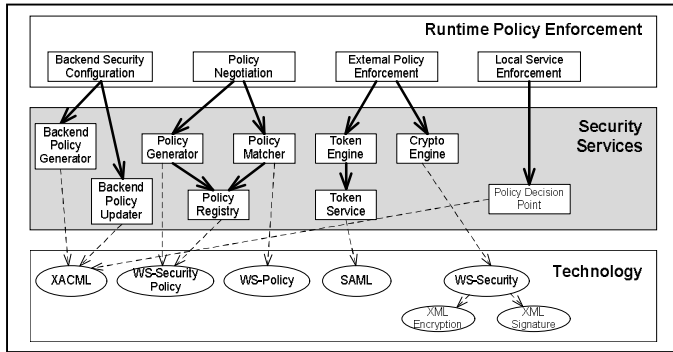 Runtime Policy Enforcement
Backend Security
Configuration
Policy
Negotiation
External Policy
Enforcement
Local Service
Enforcement
Security
Services
Backend
Policy
Generator
Policy
Generator
Policy
Matcher
Token
Engine
Crypto
Engine
Backend
Policy
Updater
Policy
Registry
Token
Service
Policy Decision
Point
Technology
XACML
WS-Security
Policy
WS-Policy
SAML
WS-Security
XML
Encryption
XML
Signature